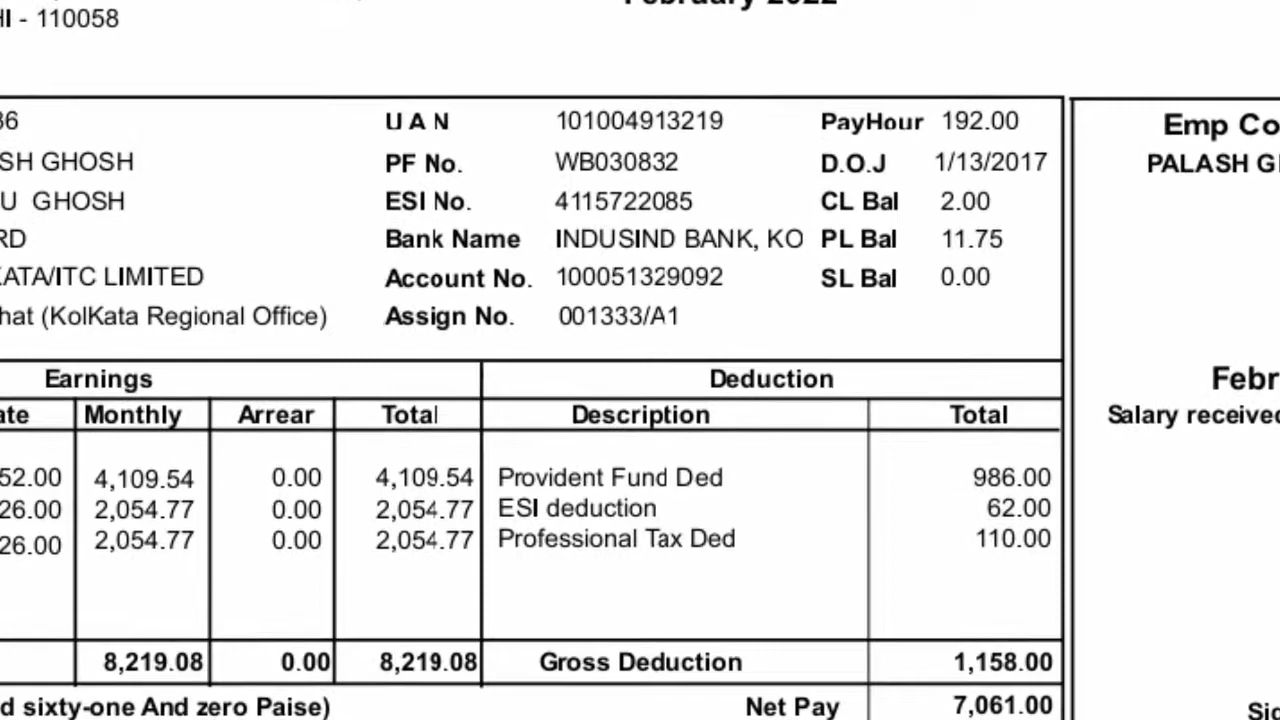 HI - 110058
February 2022
36 U A N 101004913219 PayHour 192.00
SH GHOSH PF No. WB030832 D.O.J 1/13/2017
U GHOSH ESI No. 4115722085 CL Bal 2.00
RD Bank Name INDUSIND BANK, KO PL Bal 11.75
KATA/ITC LIMITED Account No. 100051329092 SL Bal 0.00
hat (KolKata Regional Office) Assign No. 001333/A1
Earnings Deduction
ate Monthly Arrear Total Description Total
52.00 4,109.54 0.00 4,109.54 Provident Fund Ded 986.00
26.00 2,054.77 0.00 2,054.77 ESI deduction 62.00
26.00 2,054.77 0.00 2,054.77 Professional Tax Ded 110.00
8,219.08 0.00 8,219.08 Gross Deduction 1,158.00
d sixty-one And zero Paise) Net Pay 7,061.00
Emp Co
PALASH G
Febr
Salary received
Sig